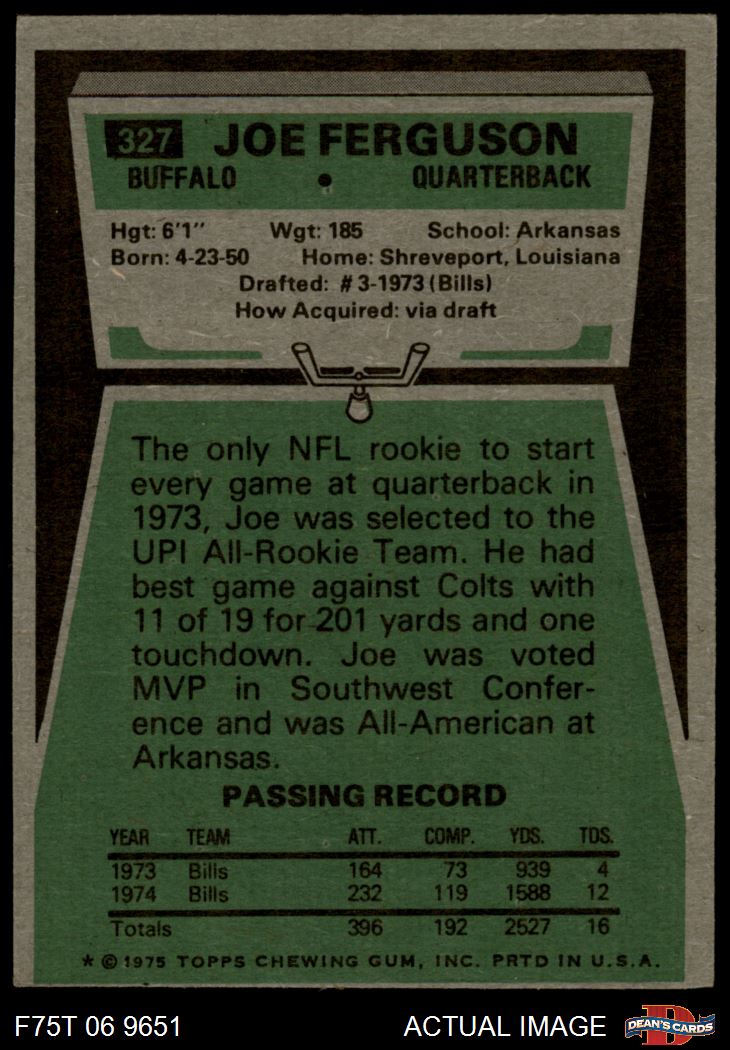 327 JOE FERGUSON
BUFFALO • QUARTERBACK
Hgt: 6'1" Wgt: 185 School: Arkansas
Born: 4-23-50 Home: Shreveport, Louisiana
Drafted: #3-1973 (Bills)
How Acquired: via draft
The only NFL rookie to start
every game at quarterback in
1973, Joe was selected to the
UPI All-Rookie Team. He had
best game against Colts with
11 of 19 for 201 yards and one
touchdown. Joe was voted
MVP in Southwest Confer-
ence and was All-American at
Arkansas.
PASSING RECORD
YEAR TEAM ATT. COMP. YDS. TDS.
1973 Bills 164 73 939 4
1974 Bills 232 119 1588 12
Totals 396 192 2527 16
* © 1975 TOPPS CHEWING GUM, INC. PRTD IN U.S.A.
F75T 06 9651 ACTUAL IMAGE D DEAN'S CARDS